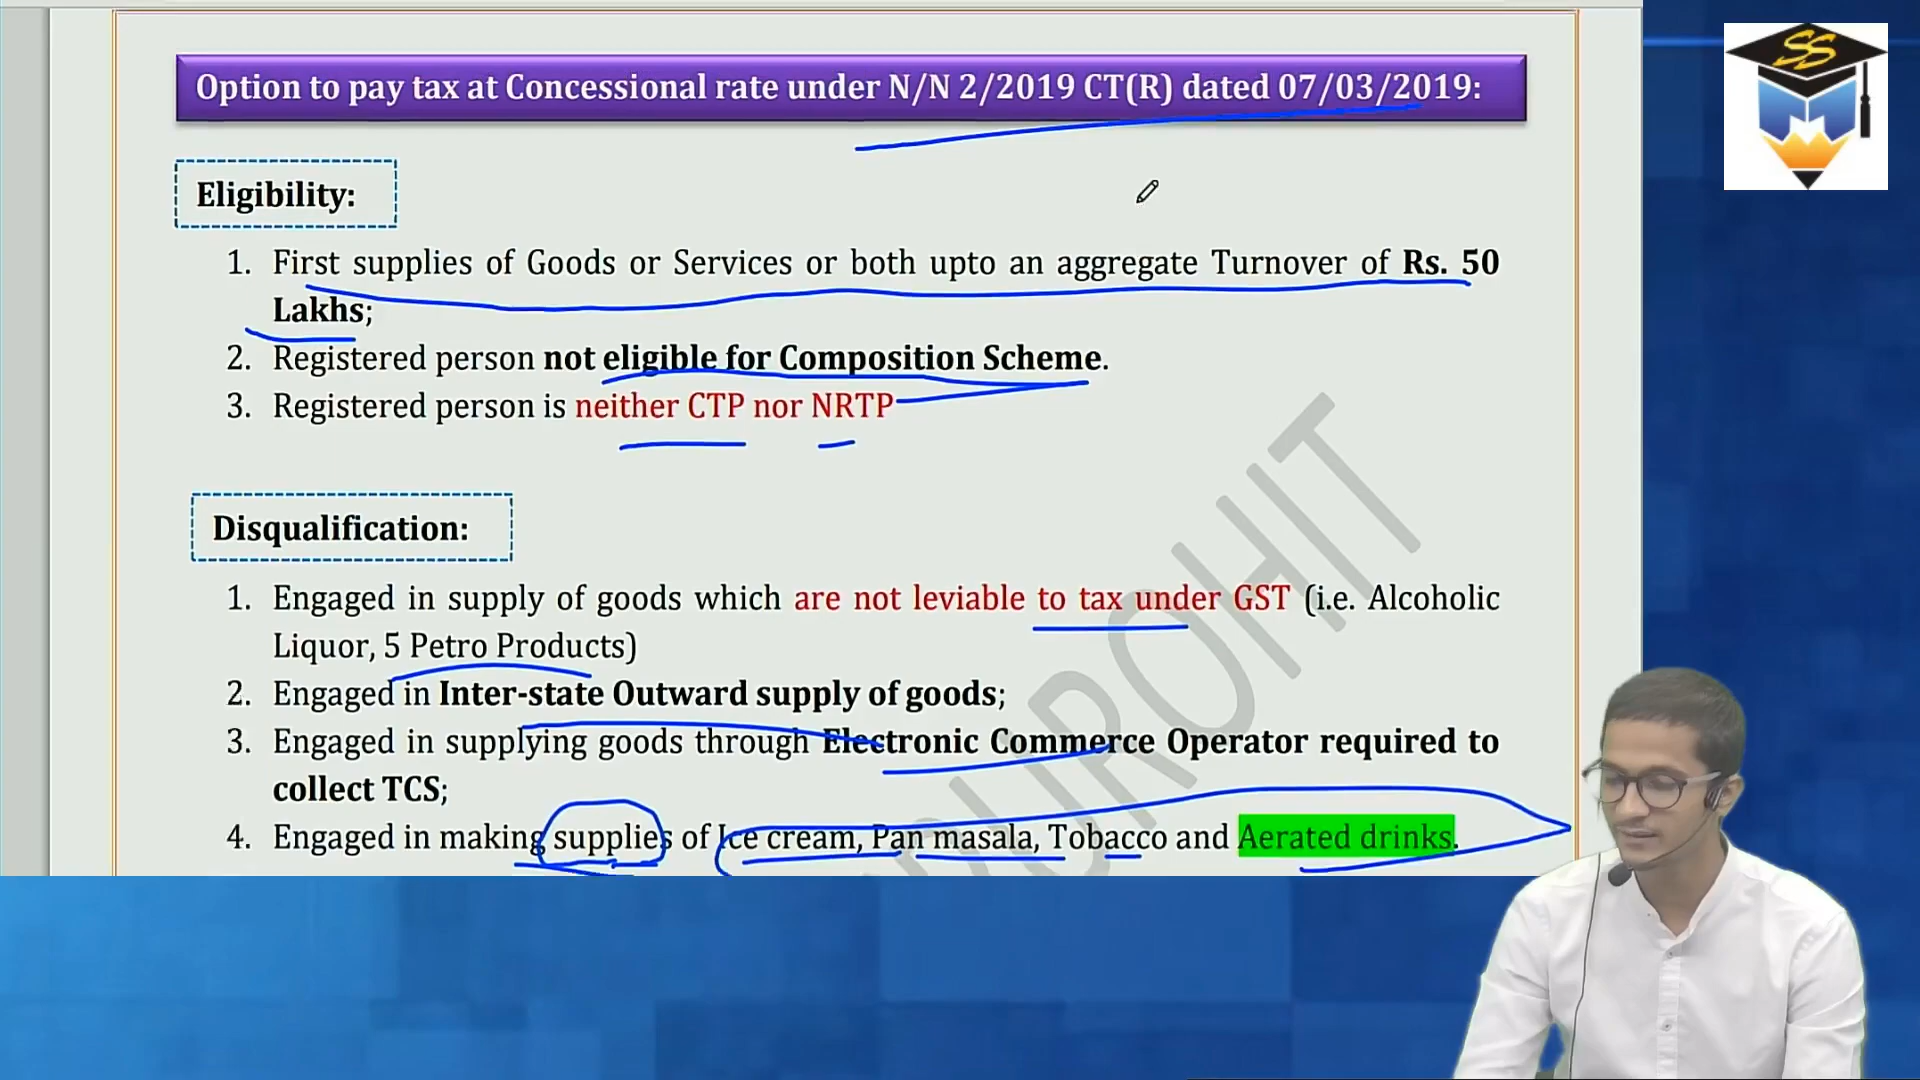 SS
Option to pay tax at Concessional rate under N/N 2/2019 CT(R) dated 07/03/2019:
Eligibility:
1. First supplies of Goods or Services or both upto an aggregate Turnover of Rs. 50
Lakhs;
2. Registered person not eligible for Composition Scheme.
3. Registered person is neither CTP nor NRTP
Disqualification:
1. Engaged in supply of goods which are not leviable to tax under GST (i.e. Alcoholic
Liquor, 5 Petro Products)
2. Engaged in Inter-state Outward supply of goods;
3. Engaged in supplying goods through Electronic Commerce Operator required to
collect TCS;
4. Engaged in making supplies of Ice cream, Pan masala, Tobacco and Aerated drinks.